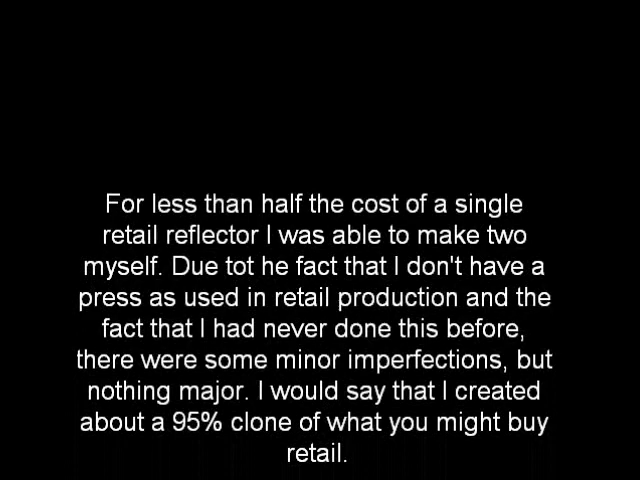 For less than half the cost of a single
retail reflector I was able to make two
myself. Due tot he fact that I don't have a
press as used in retail production and the
fact that I had never done this before,
there were some minor imperfections, but
nothing major. I would say that I created
about a 95% clone of what you might buy
retail.